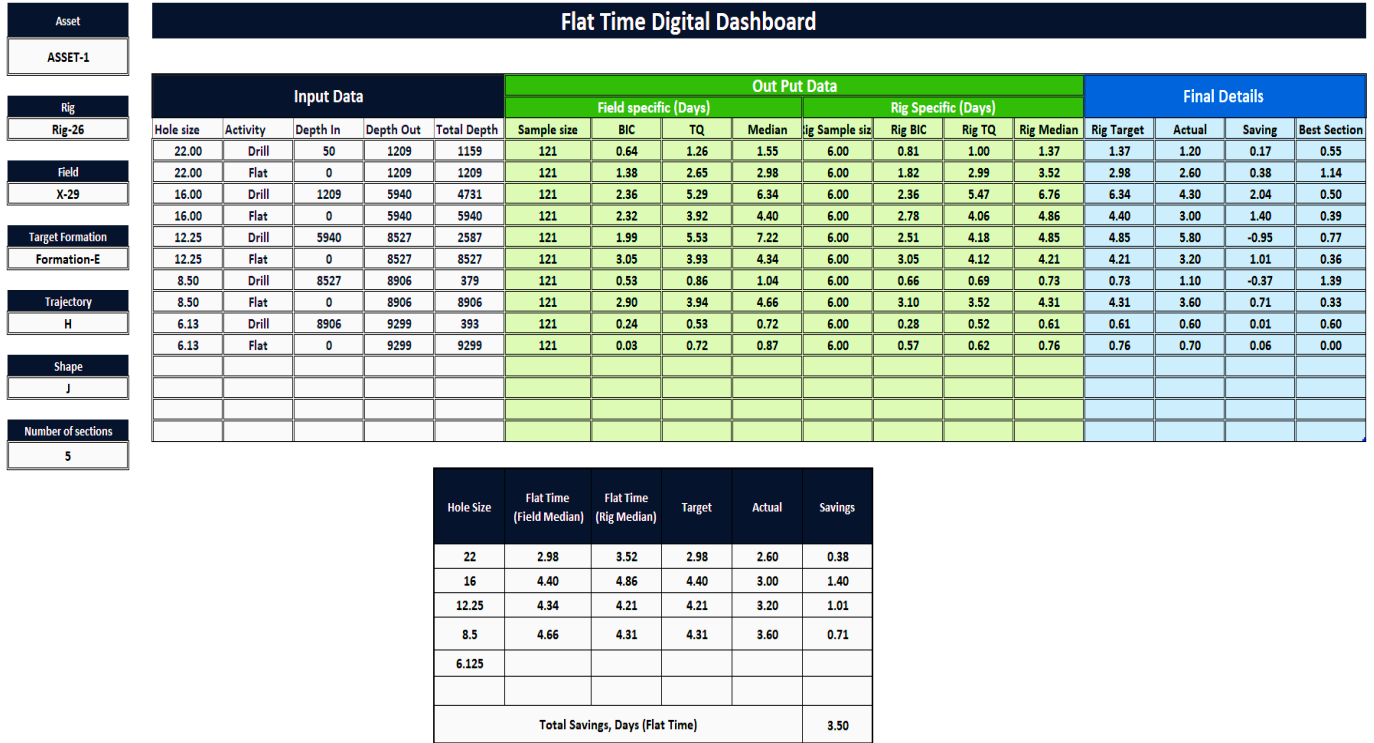 Flat Time Digital Dashboard
Asset
ASSET-1
Rig
Rig-26
Field
X-29
Target Formation
Formation-E
Trajectory
H
Shape
J
Number of sections
5
Input Data Out Put Data Final Details
Field specific (Days) Rig Specific (Days)
Hole size Activity Depth In Depth Out Total Depth Sample size BIC TQ Median Rig Sample siz Rig BIC Rig TQ Rig Median Rig Target Actual Saving Best Section
22.00 Drill 50 1209 1159 121 0.64 1.26 1.55 6.00 0.81 1.00 1.37 1.37 1.20 0.17 0.55
22.00 Flat 0 1209 1209 121 1.38 2.65 2.98 6.00 1.82 2.99 3.52 2.98 2.60 0.38 1.14
16.00 Drill 1209 5940 4731 121 2.36 5.29 6.34 6.00 2.36 5.47 6.76 6.34 4.30 2.04 0.50
16.00 Flat 0 5940 5940 121 2.32 3.92 4.40 6.00 2.78 4.06 4.86 4.40 3.00 1.40 0.39
12.25 Drill 5940 8527 2587 121 1.99 5.53 7.22 6.00 2.51 4.18 4.85 4.85 5.80 -0.95 0.77
12.25 Flat 0 8527 8527 121 3.05 3.93 4.34 6.00 3.05 4.12 4.21 4.21 3.20 1.01 0.36
8.50 Drill 8527 8906 379 121 0.53 0.86 1.04 6.00 0.66 0.69 0.73 0.73 1.10 -0.37 1.39
8.50 Flat 0 8906 8906 121 2.90 3.94 4.66 6.00 3.10 3.52 4.31 4.31 3.60 0.71 0.33
6.13 Drill 8906 9299 393 121 0.24 0.53 0.72 6.00 0.28 0.52 0.61 0.61 0.60 0.01 0.60
6.13 Flat 0 9299 9299 121 0.03 0.72 0.87 6.00 0.57 0.62 0.76 0.76 0.70 0.06 0.00
Hole Size Flat Time (Field Median) Flat Time (Rig Median) Target Actual Savings
22 2.98 3.52 2.98 2.60 0.38
16 4.40 4.86 4.40 3.00 1.40
12.25 4.34 4.21 4.21 3.20 1.01
8.5 4.66 4.31 4.31 3.60 0.71
6.125
Total Savings, Days (Flat Time) 3.50